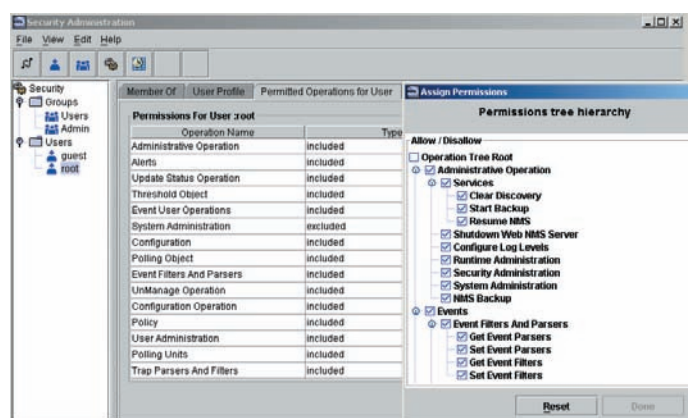 Security Administration
File View Edit Help
Security
Groups
Users
Admin
Users
guest
root
Member Of
User Profile
Permitted Operations for User
Permissions For User :root
Operation Name Type
Administrative Operation included
Alerts included
Update Status Operation included
Threshold Object included
Event User Operations included
System Administration excluded
Configuration included
Polling Object included
Event Filters And Parsers included
UnManage Operation included
Configuration Operation included
Policy included
User Administration included
Polling Units included
Trap Parsers And Filters included
Assign Permissions
Permissions tree hierarchy
Allow / Disallow
Operation Tree Root
Administrative Operation
Services
Clear Discovery
Start Backup
Resume NMS
Shutdown Web NMS Server
Configure Log Levels
Runtime Administration
Security Administration
System Administration
NMS Backup
Events
Event Filters And Parsers
Get Event Parsers
Set Event Parsers
Get Event Filters
Set Event Filters
Reset
Done